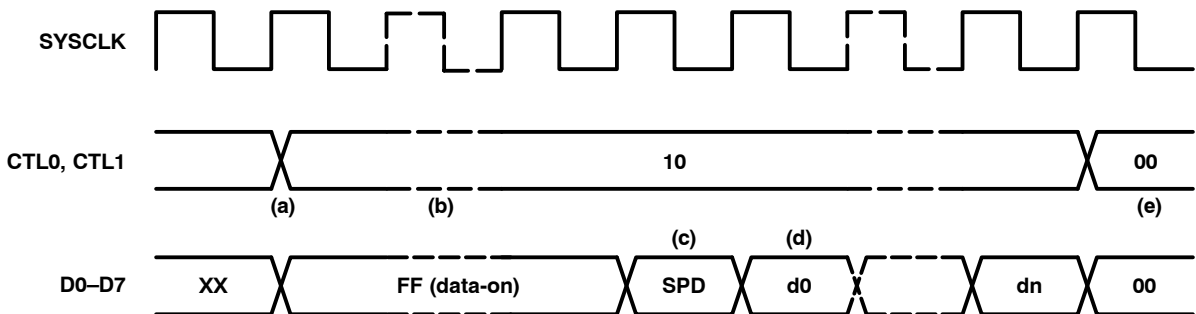 SYSCLK
CTL0, CTL1
10
00
(a)
(b)
(e)
(c)
(d)
D0–D7
XX
FF (data-on)
SPD
d0
dn
00